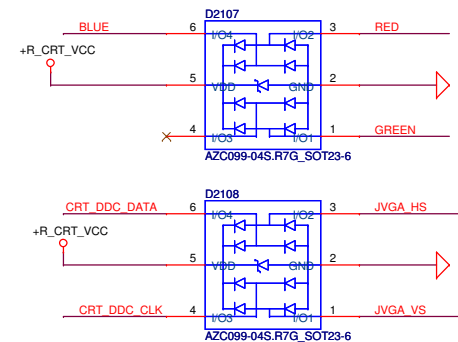 D2107
BLUE 6 I/O4 I/O2 3 RED
+R_CRT_VCC
5 VDD GND 2
4 I/O3 I/O1 1 GREEN
AZC099-04S.R7G_SOT23-6
D2108
CRT_DDC_DATA 6 I/O4 I/O2 3 JVGA_HS
+R_CRT_VCC
5 VDD GND 2
CRT_DDC_CLK 4 I/O3 I/O1 1 JVGA_VS
AZC099-04S.R7G_SOT23-6